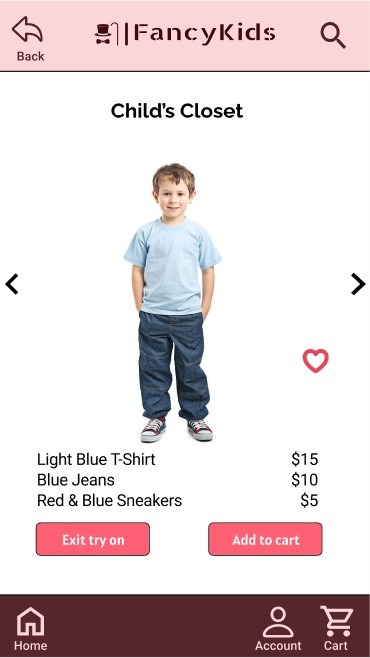 Back
|FancyKids
Child's Closet
Light Blue T-Shirt $15
Blue Jeans $10
Red & Blue Sneakers $5
Exit try on Add to cart
Home Account Cart